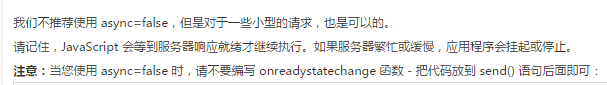 我们不推荐使用 async=false，但是对于一些小型的请求，也是可以的。
请记住，JavaScript 会等到服务器响应就绪才继续执行。如果服务器繁忙或缓慢，应用程序会挂起或停止。
注意：当您使用 async=false 时，请不要编写 onreadystatechange 函数 - 把代码放到 send() 语句后面即可：